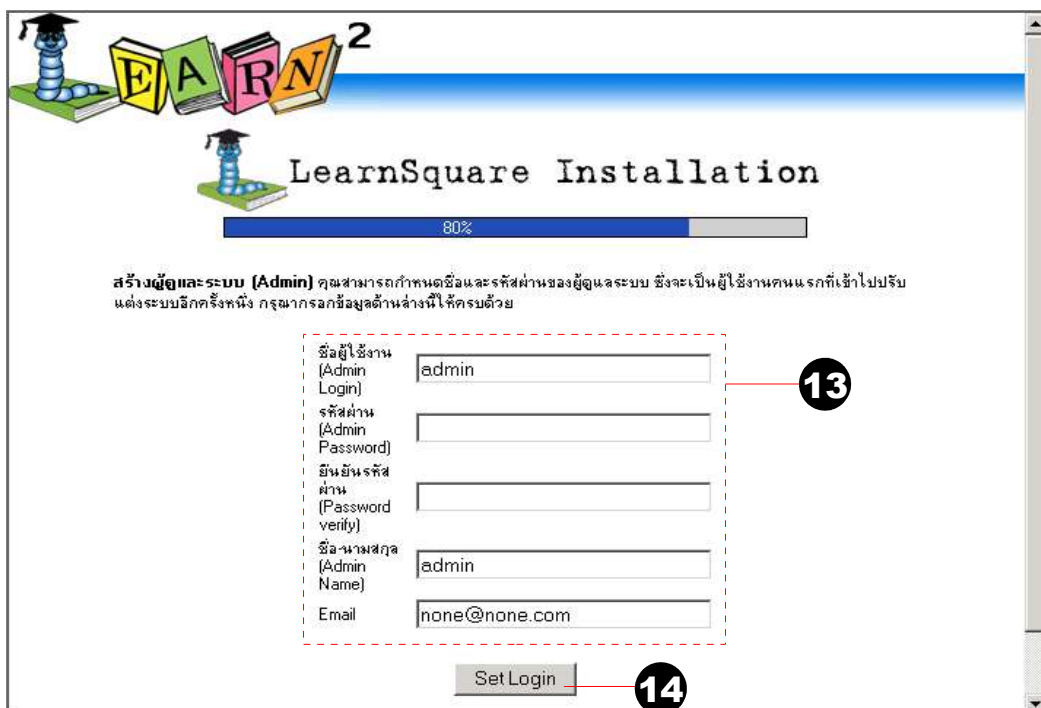 LEARN2
LearnSquare Installation
80%
สร้างผู้ดูและระบบ (Admin) คุณสามารถกำหนดชื่อและรหัสผ่านของผู้ดูแลระบบ ซึ่งจะเป็นผู้ใช้งานคนแรกที่เข้าไปปรับ
แต่งระบบอีกครั้งหนึ่ง กรุณากรอกข้อมูลด้านล่างนี้ให้ครบด้วย
ชื่อผู้ใช้งาน
(Admin
Login)
admin
13
รหัสผ่าน
(Admin
Password)
ยืนยันรหัส
ผ่าน
(Password
verify)
ชื่อ-นามสกุล
(Admin
Name)
admin
Email
none@none.com
Set Login
14